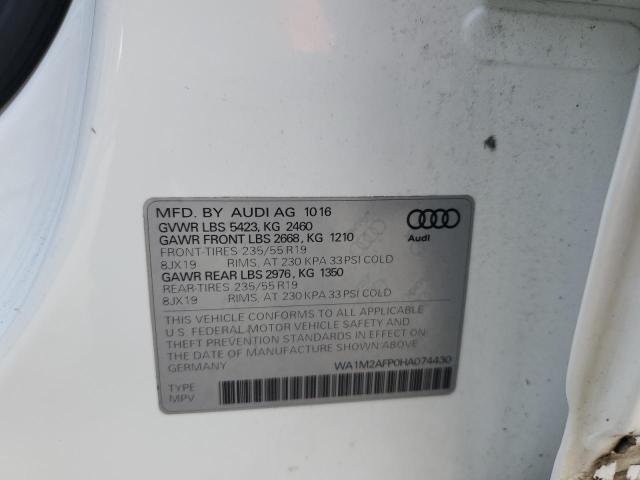 MFD. BY AUDI AG 1016
GVWR LBS 5423, KG 2460
GAWR FRONT LBS 2668, KG 1210
FRONT-TIRES 235/55 R19
8JX19 RIMS, AT 230 KPA 33 PSI COLD
GAWR REAR LBS 2976, KG 1350
REAR-TIRES 235/55 R19
8JX19 RIMS, AT 230 KPA 33 PSI COLD
Audi
THIS VEHICLE CONFORMS TO ALL APPLICABLE
U.S. FEDERAL MOTOR VEHICLE SAFETY AND
THEFT PREVENTION STANDARDS IN EFFECT ON
DATE OF MANUFACTURE SHOWN ABOVE.
GERMANY
WA1M2AFP0HA074430
TYPE
MPV